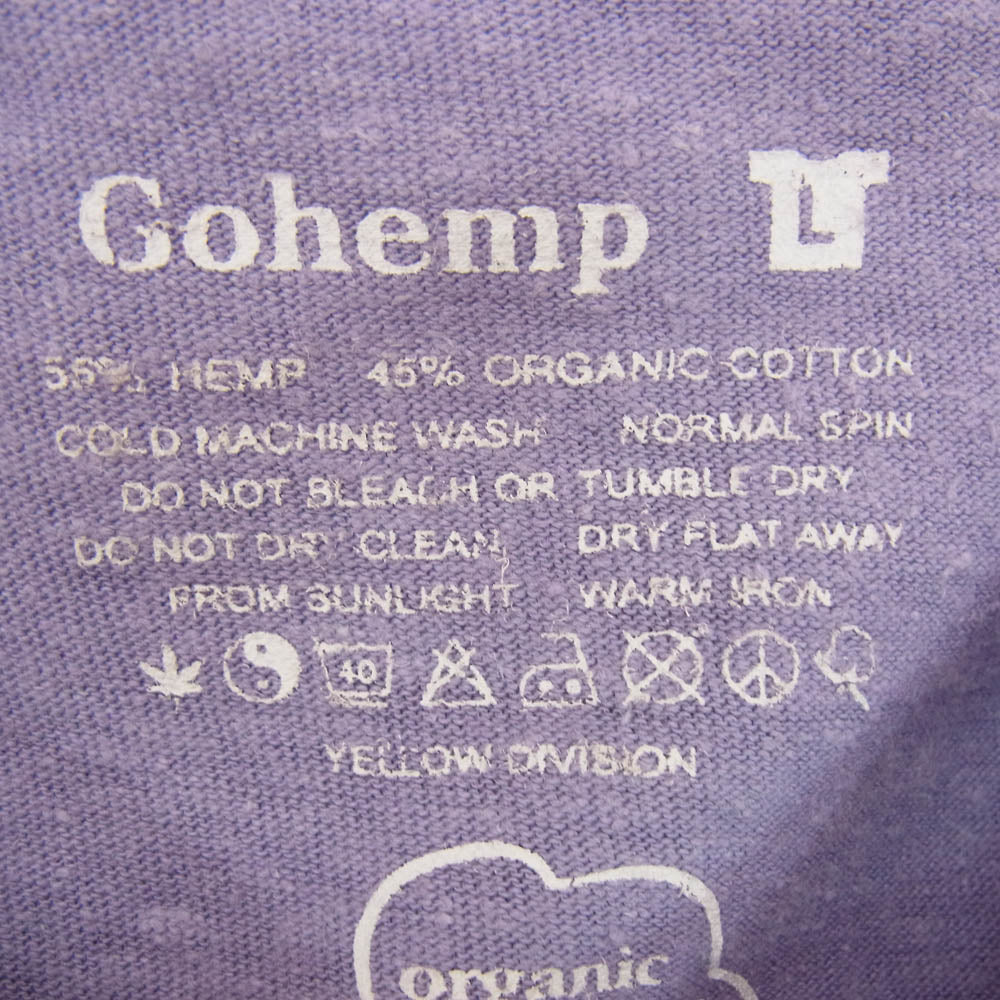 Gohemp L
55% HEMP 45% ORGANIC COTTON
COLD MACHINE WASH NORMAL SPIN
DO NOT BLEACH OR TUMBLE DRY
DO NOT DRY CLEAN DRY FLAT AWAY
FROM SUNLIGHT WARM IRON
40
YELLOW DIVISION
organic